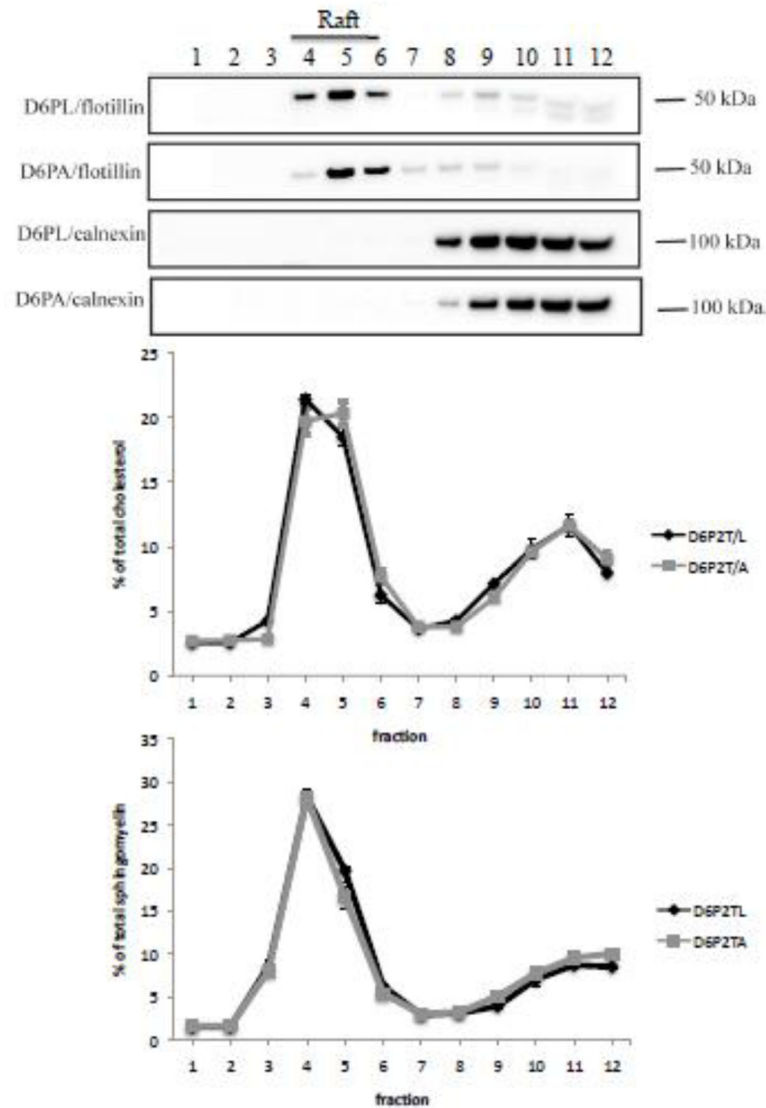 Raft
1 2 3 4 5 6 7 8 9 10 11 12
D6PL/flotillin
50 kDa
D6PA/flotillin
50 kDa
D6PL/calnexin
100 kDa
D6PA/calnexin
100 kDa
25
20
15
10
5
0
% of total cholesterol
1 2 3 4 5 6 7 8 9 10 11 12
fraction
D6P2T/L
D6P2T/A
35
30
25
20
15
10
5
0
% of total sphingomyelin
1 2 3 4 5 6 7 8 9 10 11 12
fraction
D6P2TL
D6P2TA